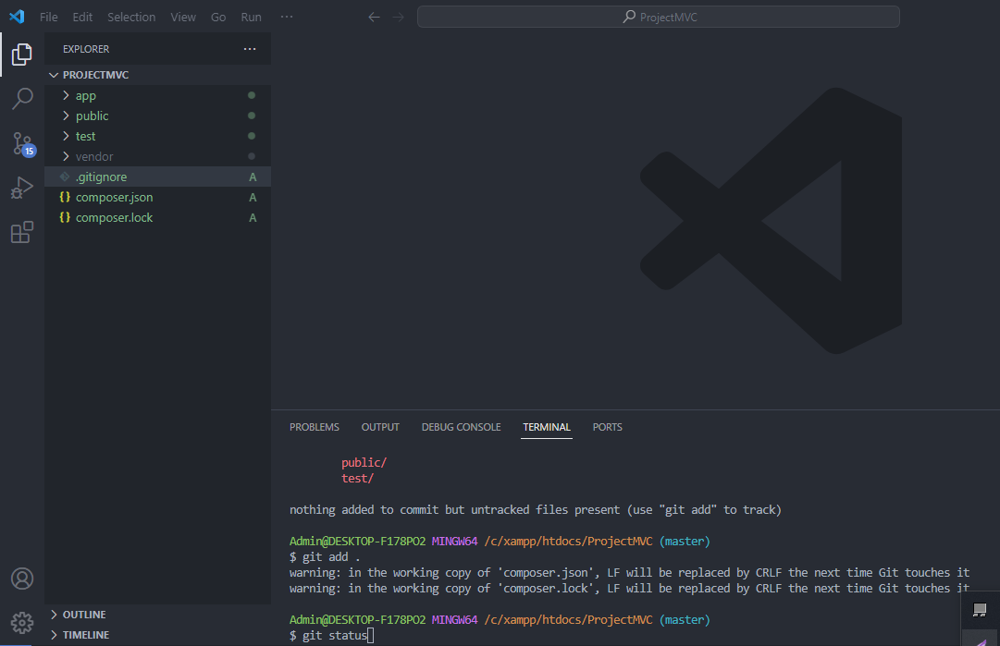 File Edit Selection View Go Run ···
ProjectMVC
EXPLORER ···
PROJECTMVC
app
public
test
vendor
.gitignore A
{} composer.json A
{} composer.lock A
15
OUTLINE
TIMELINE
PROBLEMS OUTPUT DEBUG CONSOLE TERMINAL PORTS
public/
test/
nothing added to commit but untracked files present (use "git add" to track)
Admin@DESKTOP-F178PO2 MINGW64 /c/xampp/htdocs/ProjectMVC (master)
$ git add .
warning: in the working copy of 'composer.json', LF will be replaced by CRLF the next time Git touches it
warning: in the working copy of 'composer.lock', LF will be replaced by CRLF the next time Git touches it
Admin@DESKTOP-F178PO2 MINGW64 /c/xampp/htdocs/ProjectMVC (master)
$ git status